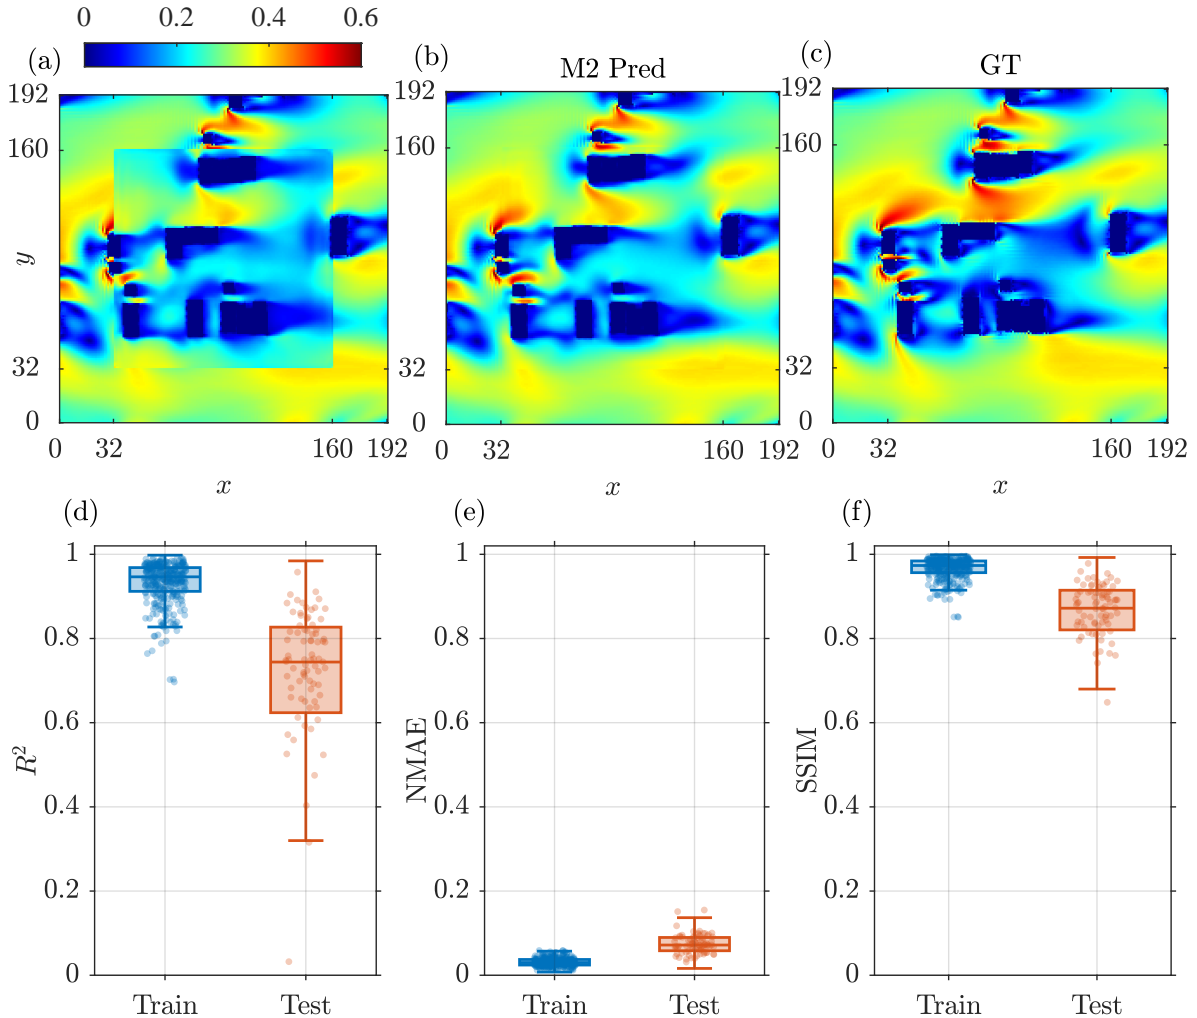 0 0.2 0.4 0.6
(a) (b) (c)
M2 Pred GT
192 192 192
160 160 160
y
32 32 32
0 0 0
0 32 160 192 0 32 160 192 0 32 160 192
x x x
(d) (e) (f)
1 1 1
0.8 0.8 0.8
0.6 0.6 0.6
R² NMAE SSIM
0.4 0.4 0.4
0.2 0.2 0.2
0 0 0
Train Test Train Test Train Test